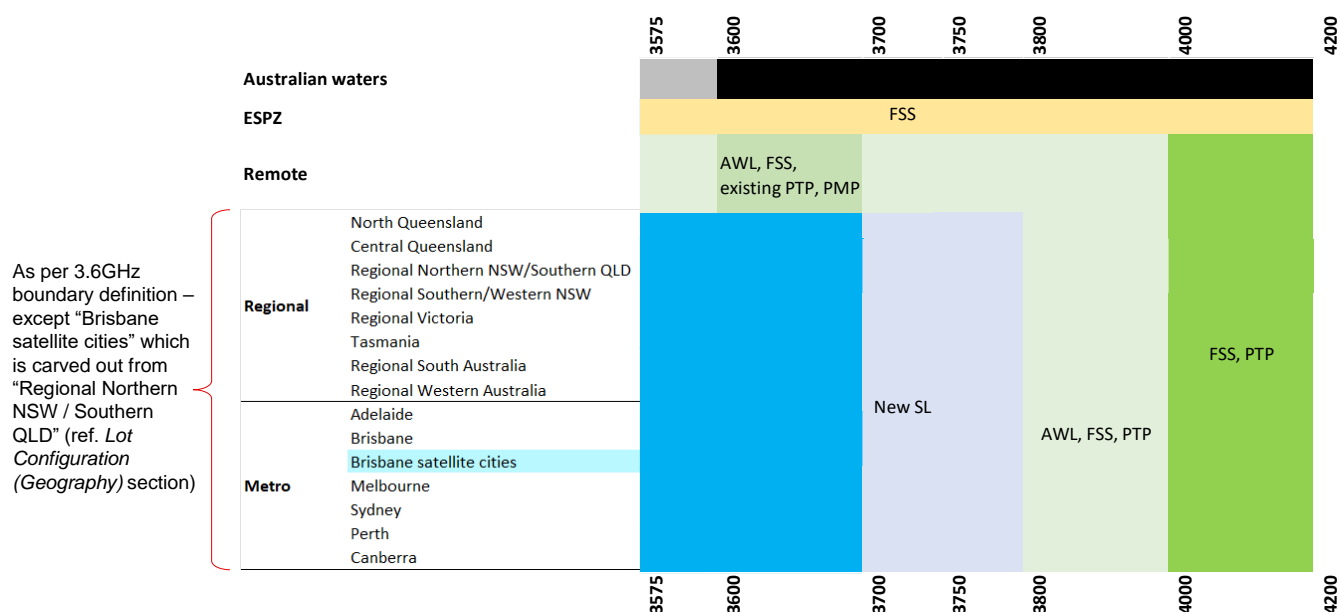 3575
3600
3700
3750
3800
4000
4200
Australian waters
ESPZ
FSS
Remote
AWL, FSS,
existing PTP, PMP
As per 3.6GHz
boundary definition –
except “Brisbane
satellite cities” which
is carved out from
“Regional Northern
NSW / Southern
QLD” (ref. Lot
Configuration
(Geography) section)
Regional
North Queensland
Central Queensland
Regional Northern NSW/Southern QLD
Regional Southern/Western NSW
Regional Victoria
Tasmania
Regional South Australia
Regional Western Australia
Metro
Adelaide
Brisbane
Brisbane satellite cities
Melbourne
Sydney
Perth
Canberra
New SL
AWL, FSS, PTP
FSS, PTP
3575
3600
3700
3750
3800
4000
4200